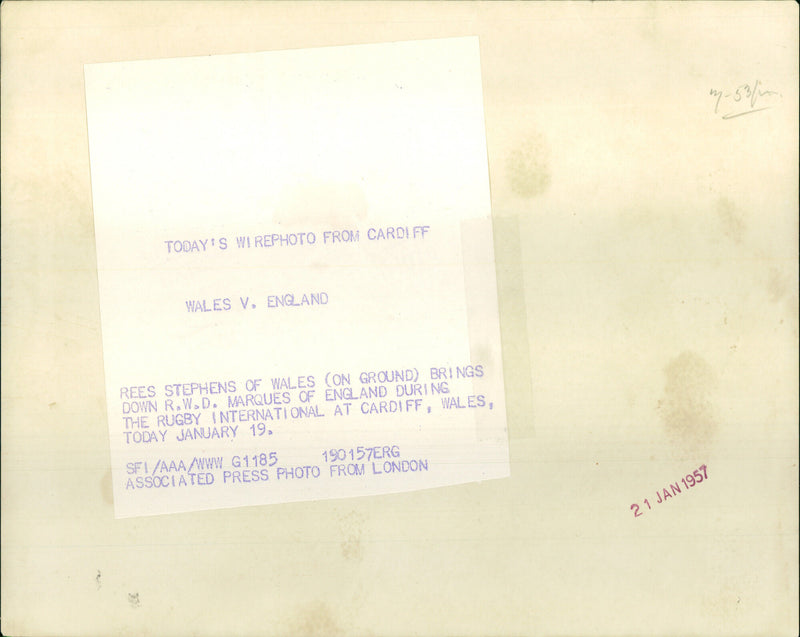 TODAY'S WIREPHOTO FROM CARDIFF
WALES V. ENGLAND
REES STEPHENS OF WALES (ON GROUND) BRINGS
DOWN R.W.D. MARQUES OF ENGLAND DURING
THE RUGBY INTERNATIONAL AT CARDIFF, WALES,
TODAY JANUARY 19.
SFI/AAA/WWW G1185 190157ERG
ASSOCIATED PRESS PHOTO FROM LONDON
21 JAN 1957